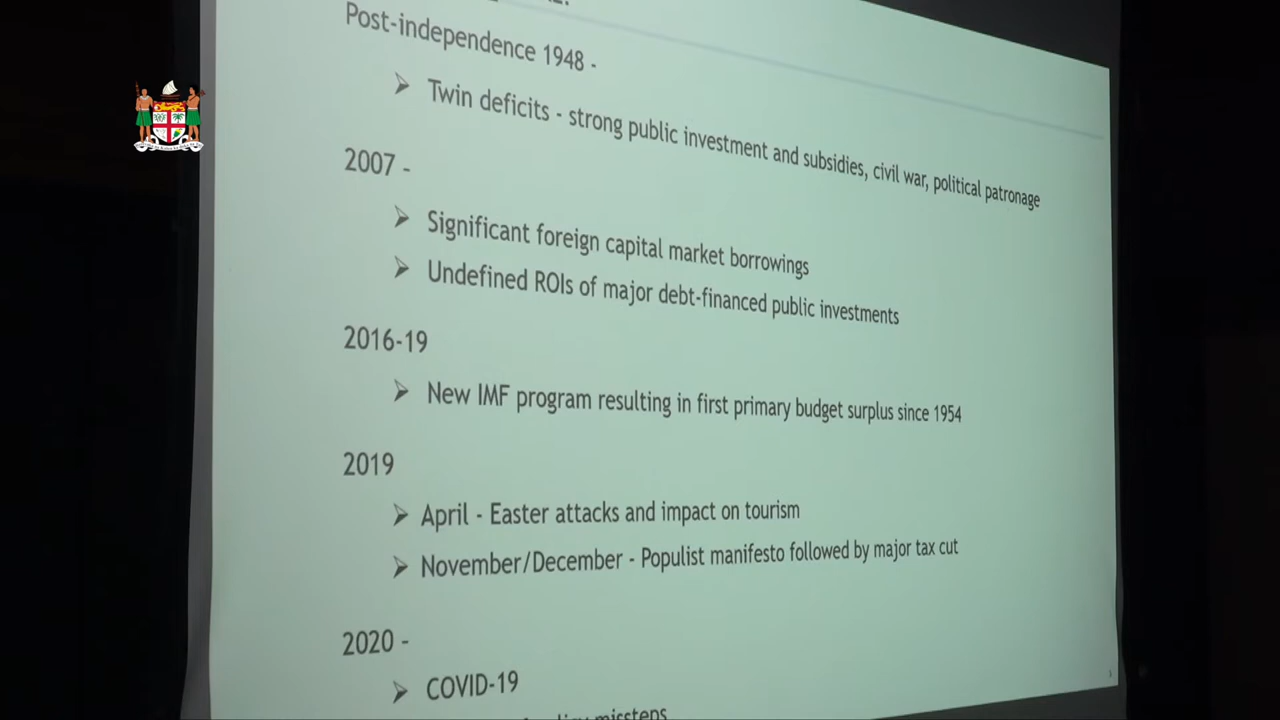 Post-independence 1948 -
➢ Twin deficits - strong public investment and subsidies, civil war, political patronage
2007 -
➢ Significant foreign capital market borrowings
➢ Undefined ROIs of major debt-financed public investments
2016-19
➢ New IMF program resulting in first primary budget surplus since 1954
2019
➢ April - Easter attacks and impact on tourism
➢ November/December - Populist manifesto followed by major tax cut
2020 -
➢ COVID-19
missteps